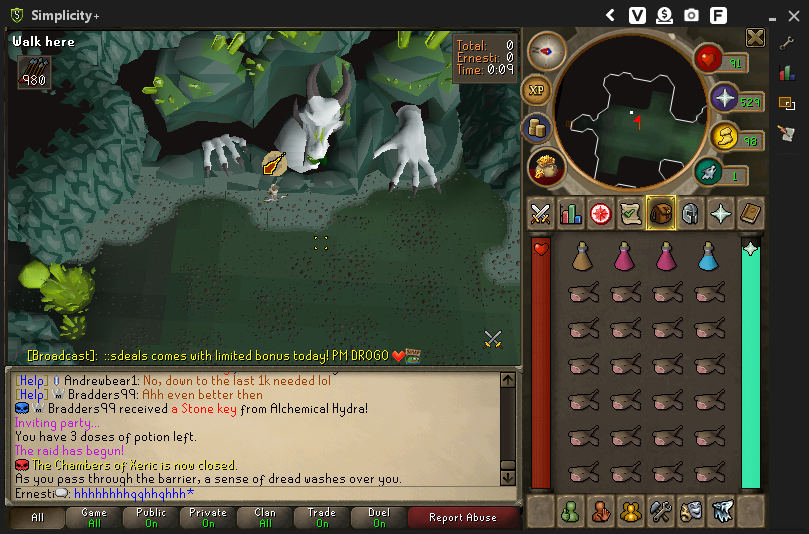 Simplicity+
Walk here
980
Total: 0
Ernesti: 0
Time: 0:09
XP
91
529
98
1
[Broadcast]: ::sdeals comes with limited bonus today! PM DROGO
[Help] Andrewbear1: No, down to the last 1k needed lol
[Help] Bradders99: Ahh even better then
Bradders99 received a Stone key from Alchemical Hydra!
Inviting party...
You have 3 doses of potion left.
The raid has begun!
The Chambers of Xeric is now closed.
As you pass through the barrier, a sense of dread washes over you.
Ernesti: hhhhhhhqqhhqhhh*
All
Game
All
Public
On
Private
On
Clan
All
Trade
On
Duel
On
Report Abuse